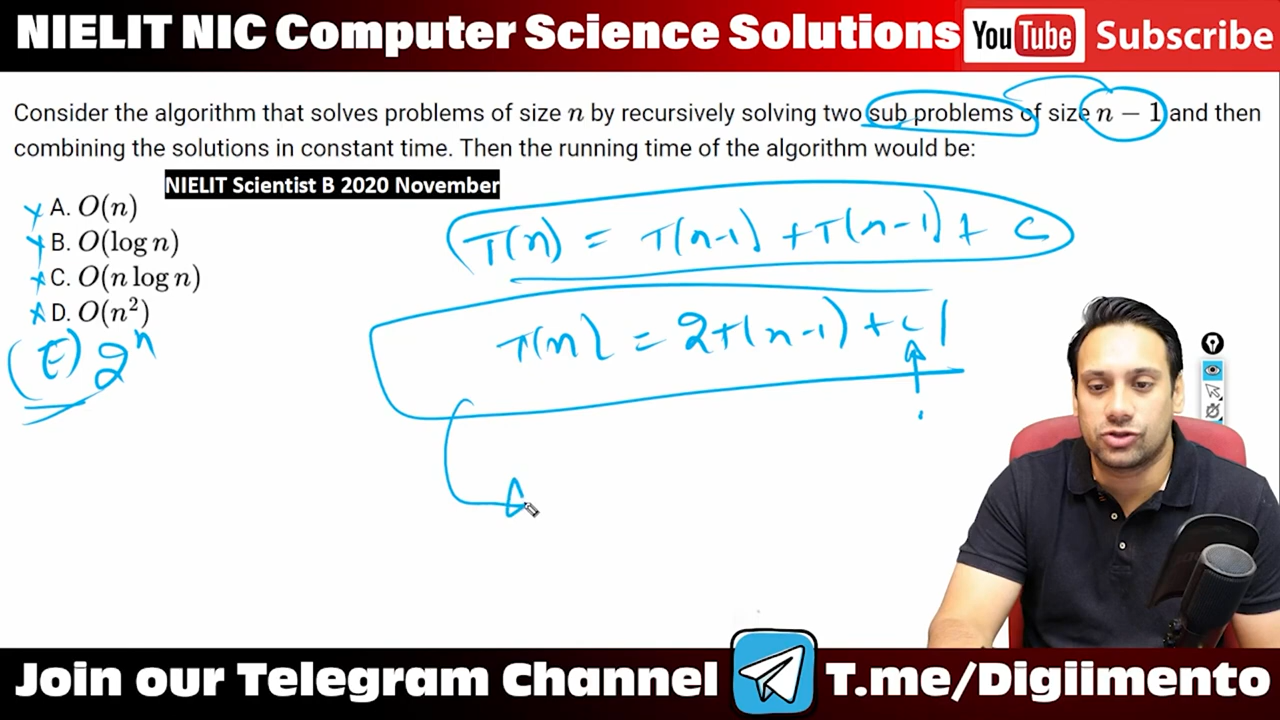 NIELIT NIC Computer Science Solutions YouTube Subscribe
Consider the algorithm that solves problems of size n by recursively solving two sub problems of size n − 1 and then
combining the solutions in constant time. Then the running time of the algorithm would be:
NIELIT Scientist B 2020 November
A. O(n)
B. O(log n)
C. O(n log n)
D. O(n²)
(E) 2ⁿ
T(n) = T(n-1) + T(n-1) + C
T(n) = 2T(n-1) + C
Join our Telegram Channel T.me/Digiimento